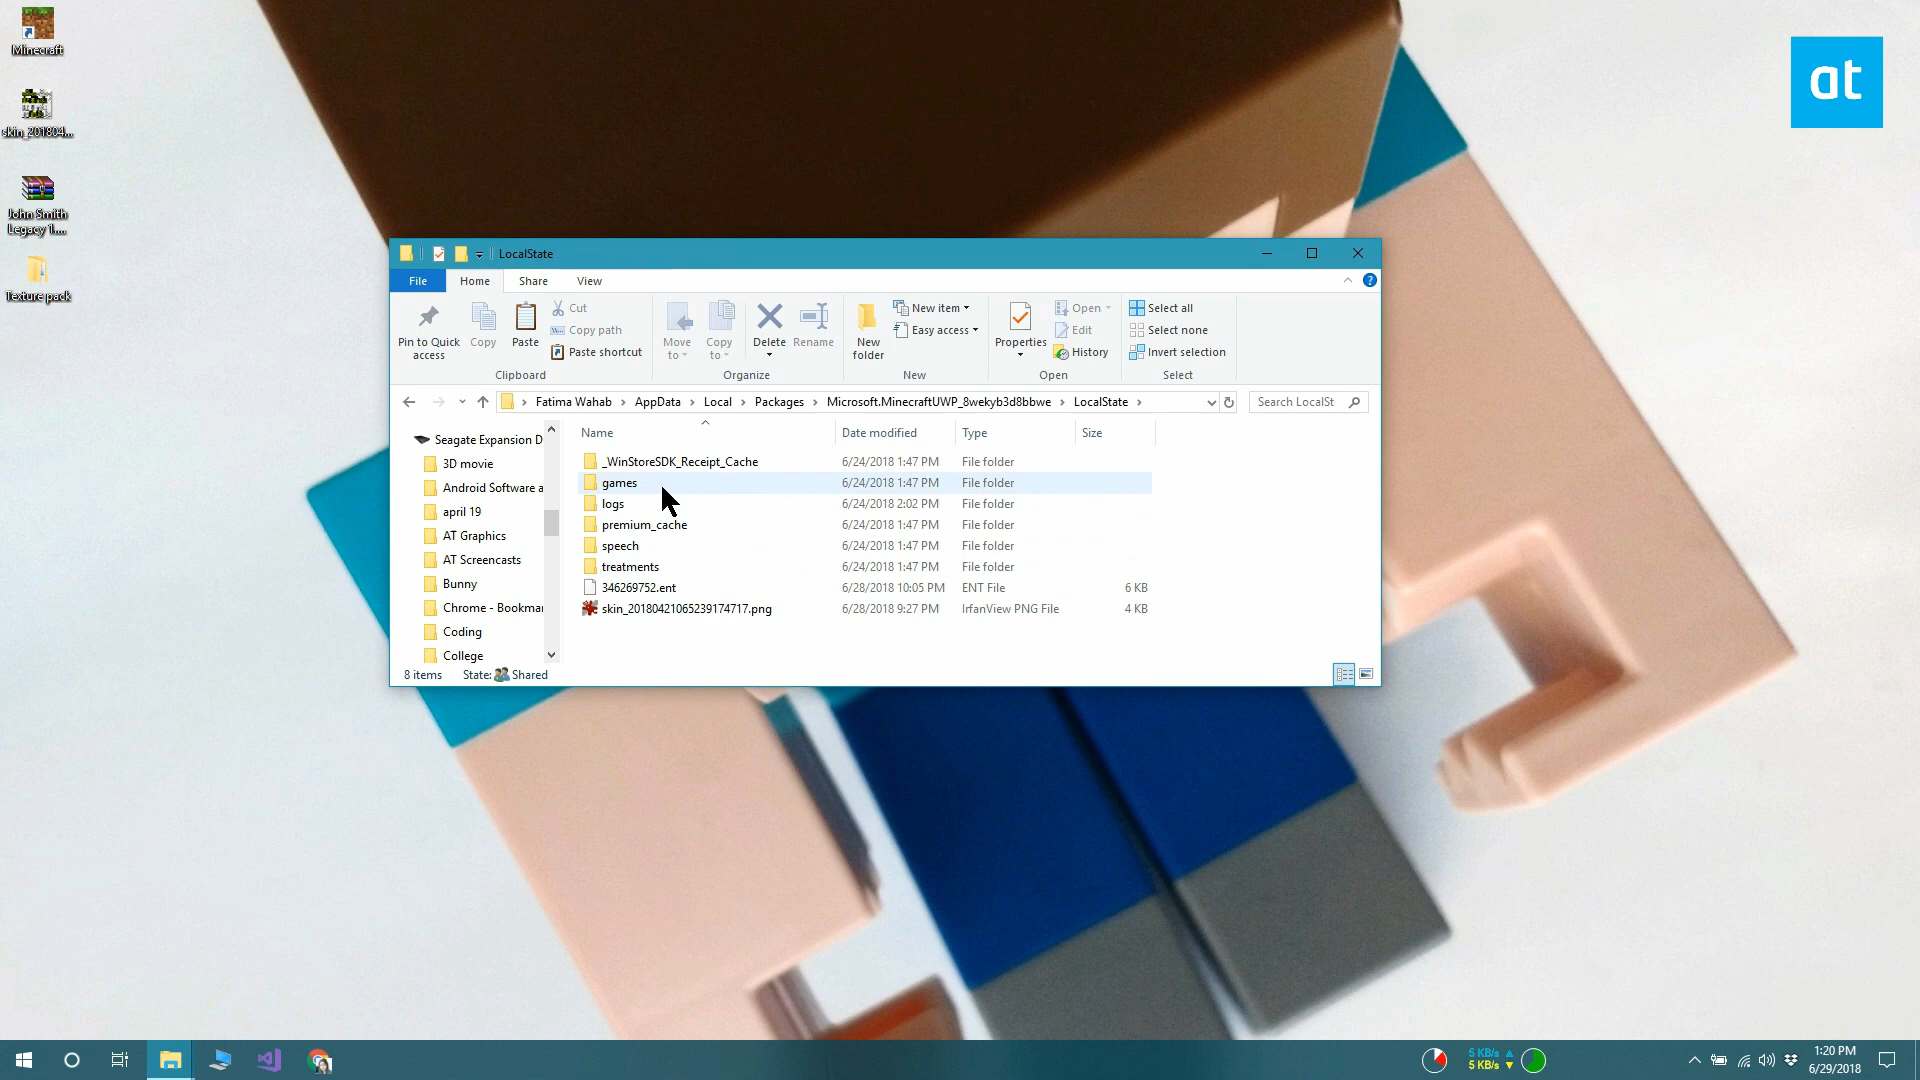 Minecraft
skin_201804...
John Smith
Legacy 1....
Texture pack
at
LocalState
File
Home
Share
View
Pin to Quick
access
Copy
Paste
Cut
Copy path
Paste shortcut
Clipboard
Move
to
Copy
to
Delete
Rename
Organize
New
folder
New item
Easy access
New
Properties
Open
Edit
History
Open
Select all
Select none
Invert selection
Select
Fatima Wahab > AppData > Local > Packages > Microsoft.MinecraftUWP_8wekyb3d8bbwe > LocalState >
Search LocalSt
Seagate Expansion D
3D movie
Android Software a
april 19
AT Graphics
AT Screencasts
Bunny
Chrome - Bookmar
Coding
College
Name Date modified Type Size
_WinStoreSDK_Receipt_Cache 6/24/2018 1:47 PM File folder
games 6/24/2018 1:47 PM File folder
logs 6/24/2018 2:02 PM File folder
premium_cache 6/24/2018 1:47 PM File folder
speech 6/24/2018 1:47 PM File folder
treatments 6/24/2018 1:47 PM File folder
346269752.ent 6/28/2018 10:05 PM ENT File 6 KB
skin_20180421065239174717.png 6/28/2018 9:27 PM IrfanView PNG File 4 KB
8 items State: Shared
5 KB/s
5 KB/s
1:20 PM
6/29/2018